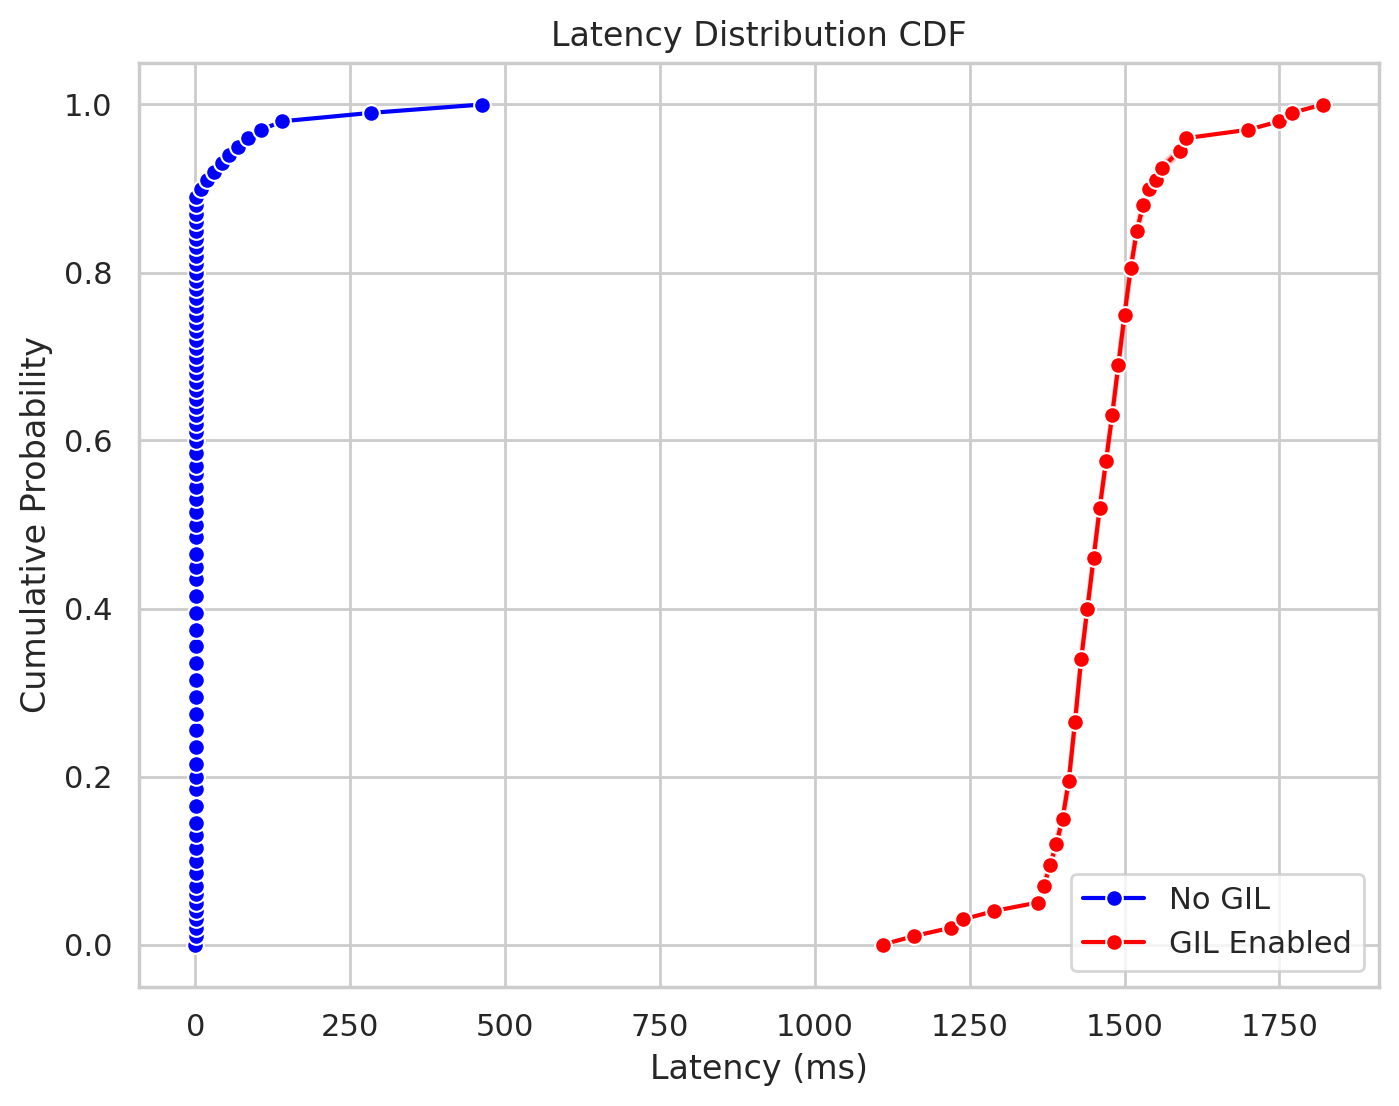 Latency Distribution CDF
Cumulative Probability
1.0
0.8
0.6
0.4
0.2
0.0
No GIL
GIL Enabled
0 250 500 750 1000 1250 1500 1750
Latency (ms)